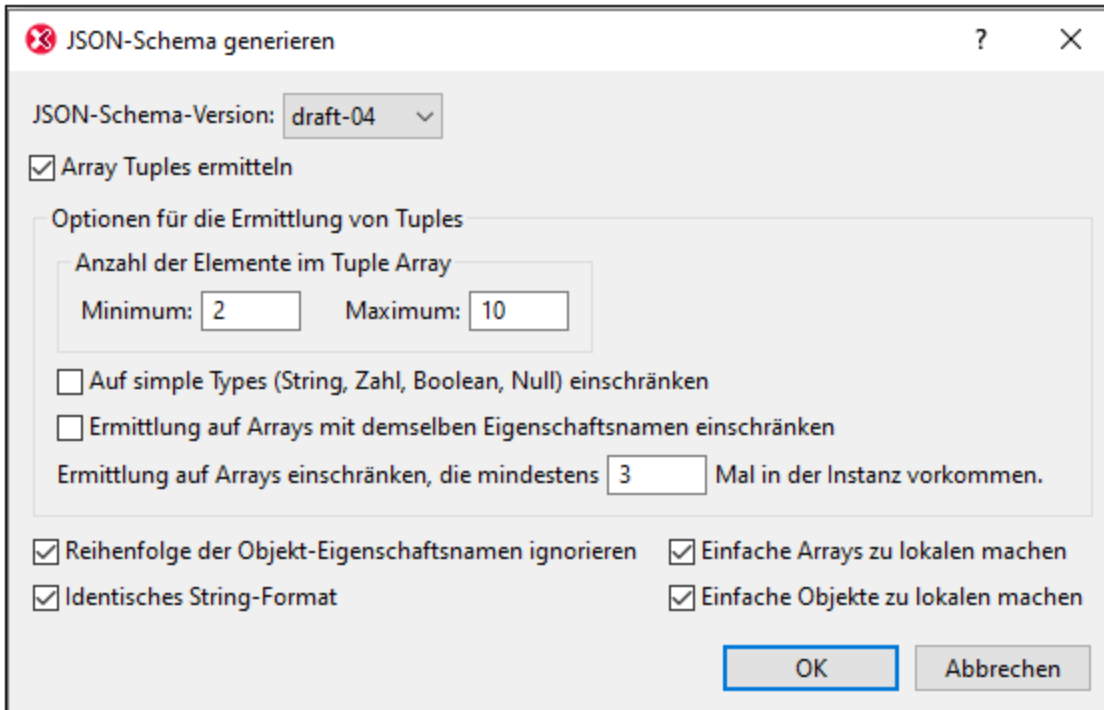 JSON-Schema generieren ?
JSON-Schema-Version: draft-04
Array Tuples ermitteln
Optionen für die Ermittlung von Tuples
Anzahl der Elemente im Tuple Array
Minimum: 2 Maximum: 10
Auf simple Types (String, Zahl, Boolean, Null) einschränken
Ermittlung auf Arrays mit demselben Eigenschaftsnamen einschränken
Ermittlung auf Arrays einschränken, die mindestens 3 Mal in der Instanz vorkommen.
Reihenfolge der Objekt-Eigenschaftsnamen ignorieren Einfache Arrays zu lokalen machen
Identisches String-Format Einfache Objekte zu lokalen machen
OK Abbrechen